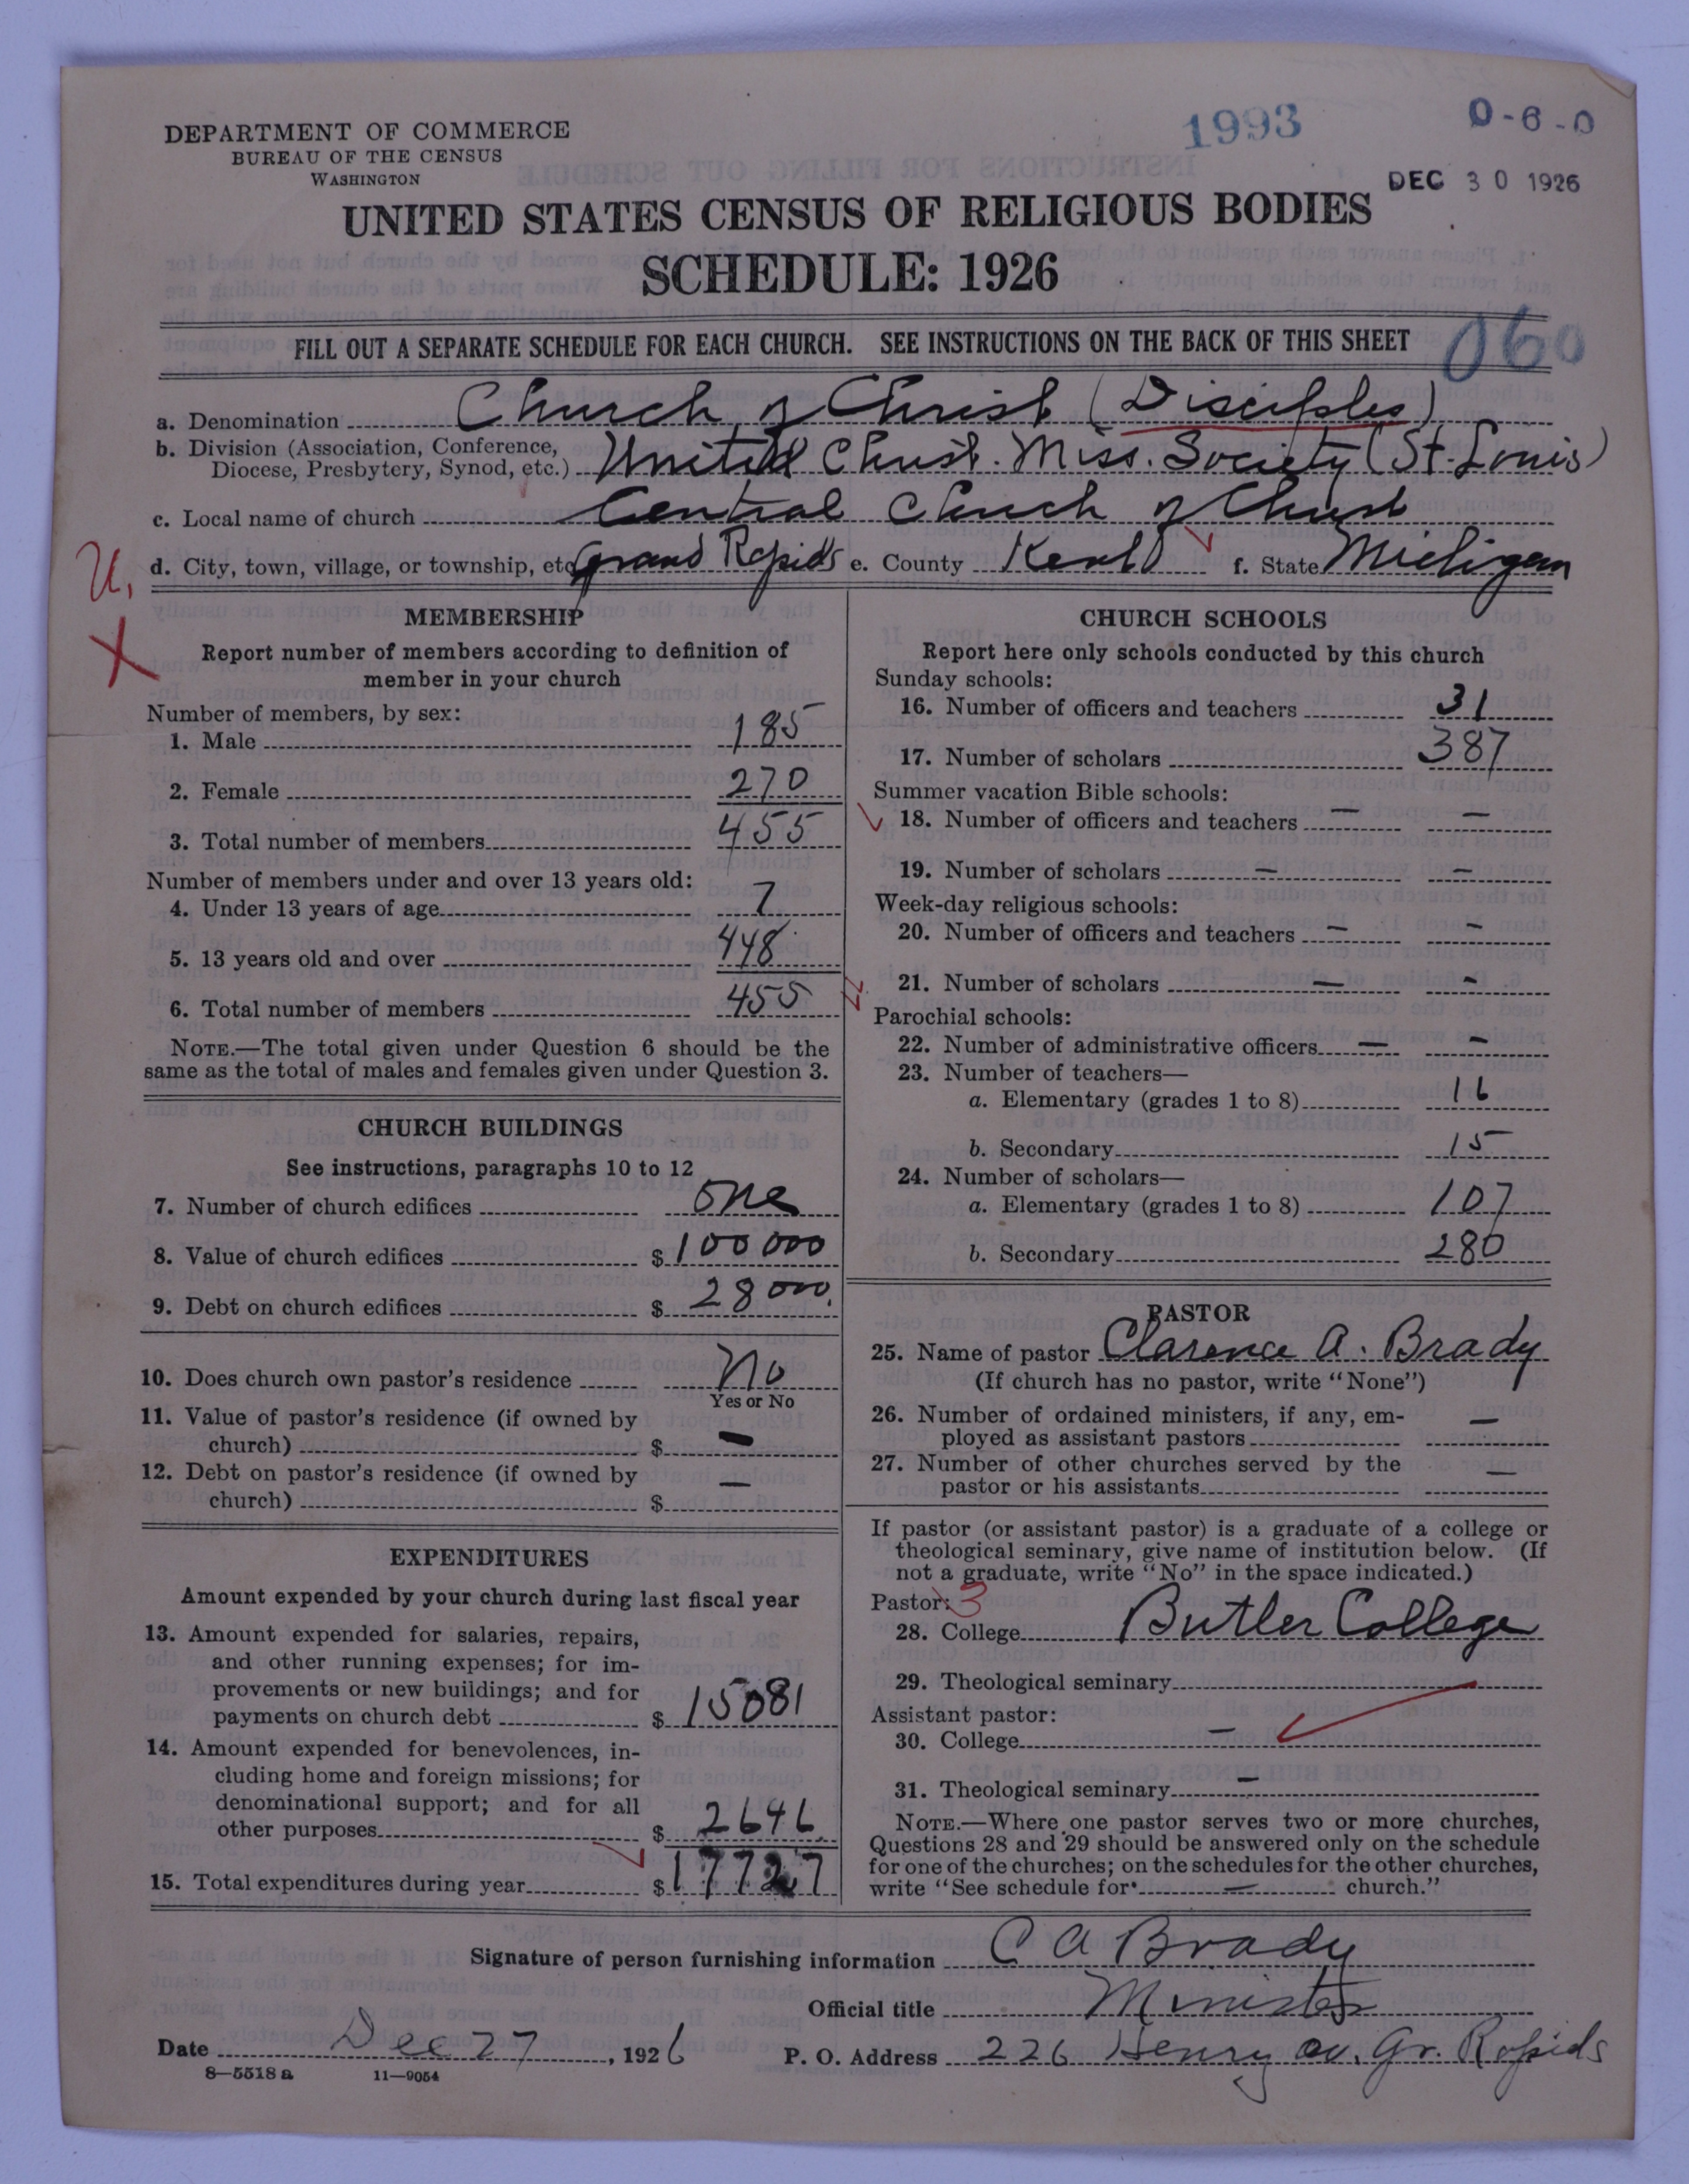 1993
0-6-0
DEPARTMENT OF COMMERCE
BUREAU OF THE CENSUS
WASHINGTON
DEC 30 1926
UNITED STATES CENSUS OF RELIGIOUS BODIES
SCHEDULE: 1926
FILL OUT A SEPARATE SCHEDULE FOR EACH CHURCH. SEE INSTRUCTIONS ON THE BACK OF THIS SHEET
060
a. Denomination Church of Christ (Disciples)
b. Division (Association, Conference,
Diocese, Presbytery, Synod, etc.) United Christ. Miss. Society (St. Louis)
c. Local name of church Central Church of Christ
d. City, town, village, or township, etc. Grand Rapids e. County Kent f. State Michigan
U,
X
MEMBERSHIP
Report number of members according to definition of
member in your church
Number of members, by sex:
1. Male 185
2. Female 270
3. Total number of members 455
Number of members under and over 13 years old:
4. Under 13 years of age 7
5. 13 years old and over 448
6. Total number of members 455
NOTE.—The total given under Question 6 should be the
same as the total of males and females given under Question 3.
CHURCH BUILDINGS
See instructions, paragraphs 10 to 12
7. Number of church edifices one
8. Value of church edifices $ 100000
9. Debt on church edifices $ 28000.
10. Does church own pastor's residence No
Yes or No
11. Value of pastor's residence (if owned by
church) $ —
12. Debt on pastor's residence (if owned by
church) $ —
EXPENDITURES
Amount expended by your church during last fiscal year
13. Amount expended for salaries, repairs,
and other running expenses; for im-
provements or new buildings; and for
payments on church debt $ 15081
14. Amount expended for benevolences, in-
cluding home and foreign missions; for
denominational support; and for all
other purposes $ 2646
15. Total expenditures during year $ 17727
CHURCH SCHOOLS
Report here only schools conducted by this church
Sunday schools:
16. Number of officers and teachers 31
17. Number of scholars 387
Summer vacation Bible schools:
18. Number of officers and teachers — —
19. Number of scholars — —
Week-day religious schools:
20. Number of officers and teachers — —
21. Number of scholars — —
Parochial schools:
22. Number of administrative officers — —
23. Number of teachers—
a. Elementary (grades 1 to 8) 16
b. Secondary 15
24. Number of scholars—
a. Elementary (grades 1 to 8) 107
b. Secondary 280
PASTOR
25. Name of pastor Clarence A. Brady
(If church has no pastor, write "None")
26. Number of ordained ministers, if any, em-
ployed as assistant pastors —
27. Number of other churches served by the
pastor or his assistants —
If pastor (or assistant pastor) is a graduate of a college or
theological seminary, give name of institution below. (If
not a graduate, write "No" in the space indicated.)
Pastor: 3
28. College Butler College
29. Theological seminary
Assistant pastor:
30. College —
31. Theological seminary —
NOTE.—Where one pastor serves two or more churches,
Questions 28 and 29 should be answered only on the schedule
for one of the churches; on the schedules for the other churches,
write "See schedule for — church."
Signature of person furnishing information C A Brady
Official title Minister
Date Dec 27, 1926 P. O. Address 226 Henry av. Gr. Rapids
8—5518 a 11—9054